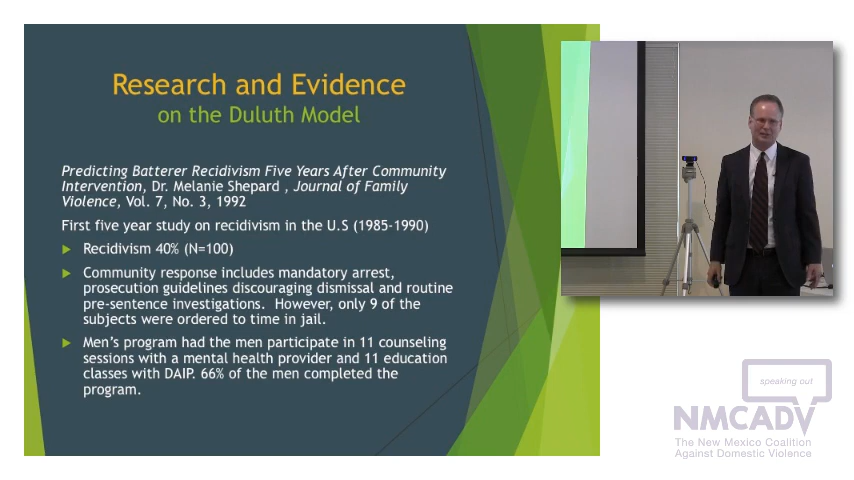 Research and Evidence
on the Duluth Model
Predicting Batterer Recidivism Five Years After Community
Intervention, Dr. Melanie Shepard , Journal of Family
Violence, Vol. 7, No. 3, 1992
First five year study on recidivism in the U.S (1985-1990)
Recidivism 40% (N=100)
Community response includes mandatory arrest,
prosecution guidelines discouraging dismissal and routine
pre-sentence investigations. However, only 9 of the
subjects were ordered to time in jail.
Men's program had the men participate in 11 counseling
sessions with a mental health provider and 11 education
classes with DAIP. 66% of the men completed the
program.
speaking out
NMCADV
The New Mexico Coalition
Against Domestic Violence